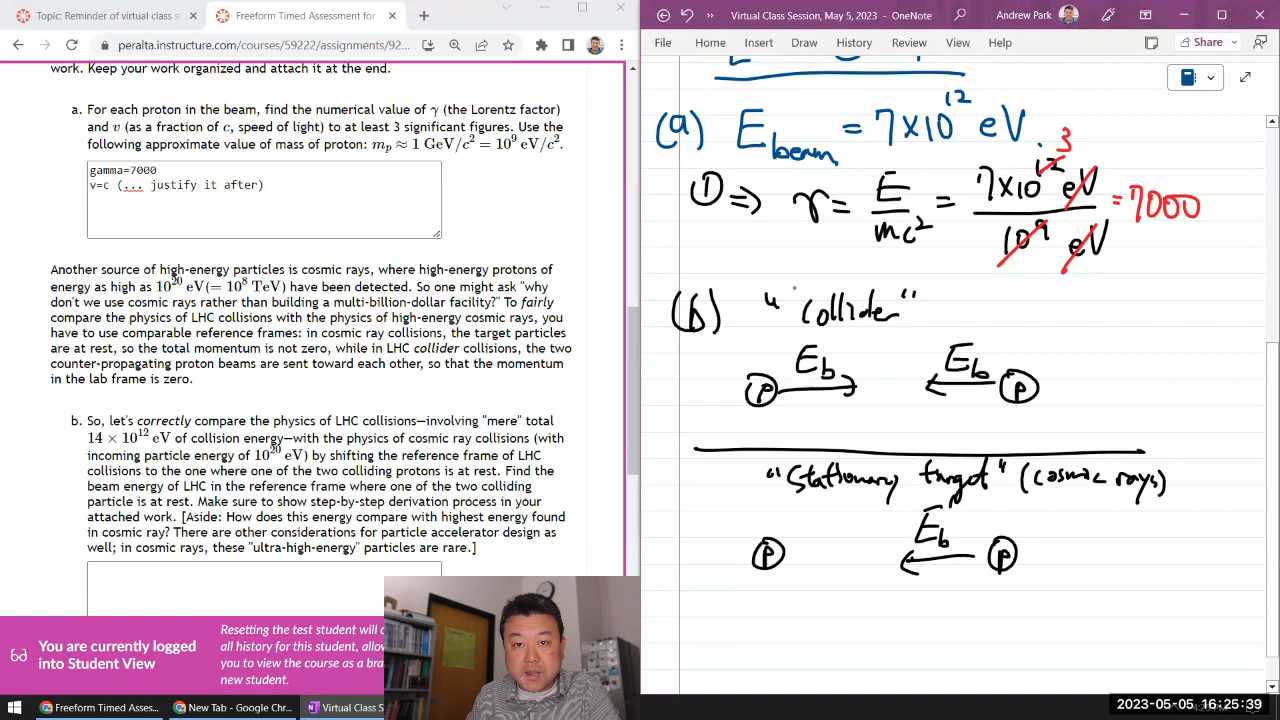 Topic: Reminder of virtual class s
Freeform Timed Assessment for
peralta.instructure.com/courses/59222/assignments/92...
work. Keep your work organized and attach it at the end.
a. For each proton in the beam, find the numerical value of γ (the Lorentz factor)
and v (as a fraction of c, speed of light) to at least 3 significant figures. Use the
following approximate value of mass of proton: m_p ≈ 1 GeV/c² = 10⁹ eV/c².
gamma=7000
v=c (... justify it after)
Another source of high-energy particles is cosmic rays, where high-energy protons of
energy as high as 10²⁰ eV(= 10⁸ TeV) have been detected. So one might ask "why
don't we use cosmic rays rather than building a multi-billion-dollar facility?" To fairly
compare the physics of LHC collisions with the physics of high-energy cosmic rays, you
have to use comparable reference frames: in cosmic ray collisions, the target particles
are at rest, so the total momentum is not zero, while in LHC collider collisions, the two
counter-propagating proton beams are sent toward each other, so that the momentum
in the lab frame is zero.
b. So, let's correctly compare the physics of LHC collisions—involving "mere" total
14 × 10¹² eV of collision energy—with the physics of cosmic ray collisions (with
incoming particle energy of 10²⁰ eV) by shifting the reference frame of LHC
collisions to the one where one of the two colliding protons is at rest. Find the
bem energy of LHC in the reference frame where one of the two colliding
particle is at rest. Make sure to show step-by-step derivation process in your
attached work. [Aside: How does this energy compare with highest energy found
in cosmic ray? There are other considerations for particle accelerator design as
well; in cosmic rays, these "ultra-high-energy" particles are rare.]
You are currently logged
into Student View
Resetting the test student will c
all history for this student, allow
you to view the course as a bra
new student.
Freeform Timed Asses...
New Tab - Google Chr...
Virtual Class Session,
Virtual Class Session, May 5, 2023 - OneNote
Andrew Park
File Home Insert Draw History Review View Help
Share
(a) E_beam = 7×10¹² eV.
① ⇒ γ = E/mc² = 7×10¹² eV / 10⁹ eV = 7000
3
(b) "collider"
E_b E_b
P P
"Stationary target" (cosmic rays)
E_b
P P
2023-05-05 16:25:39